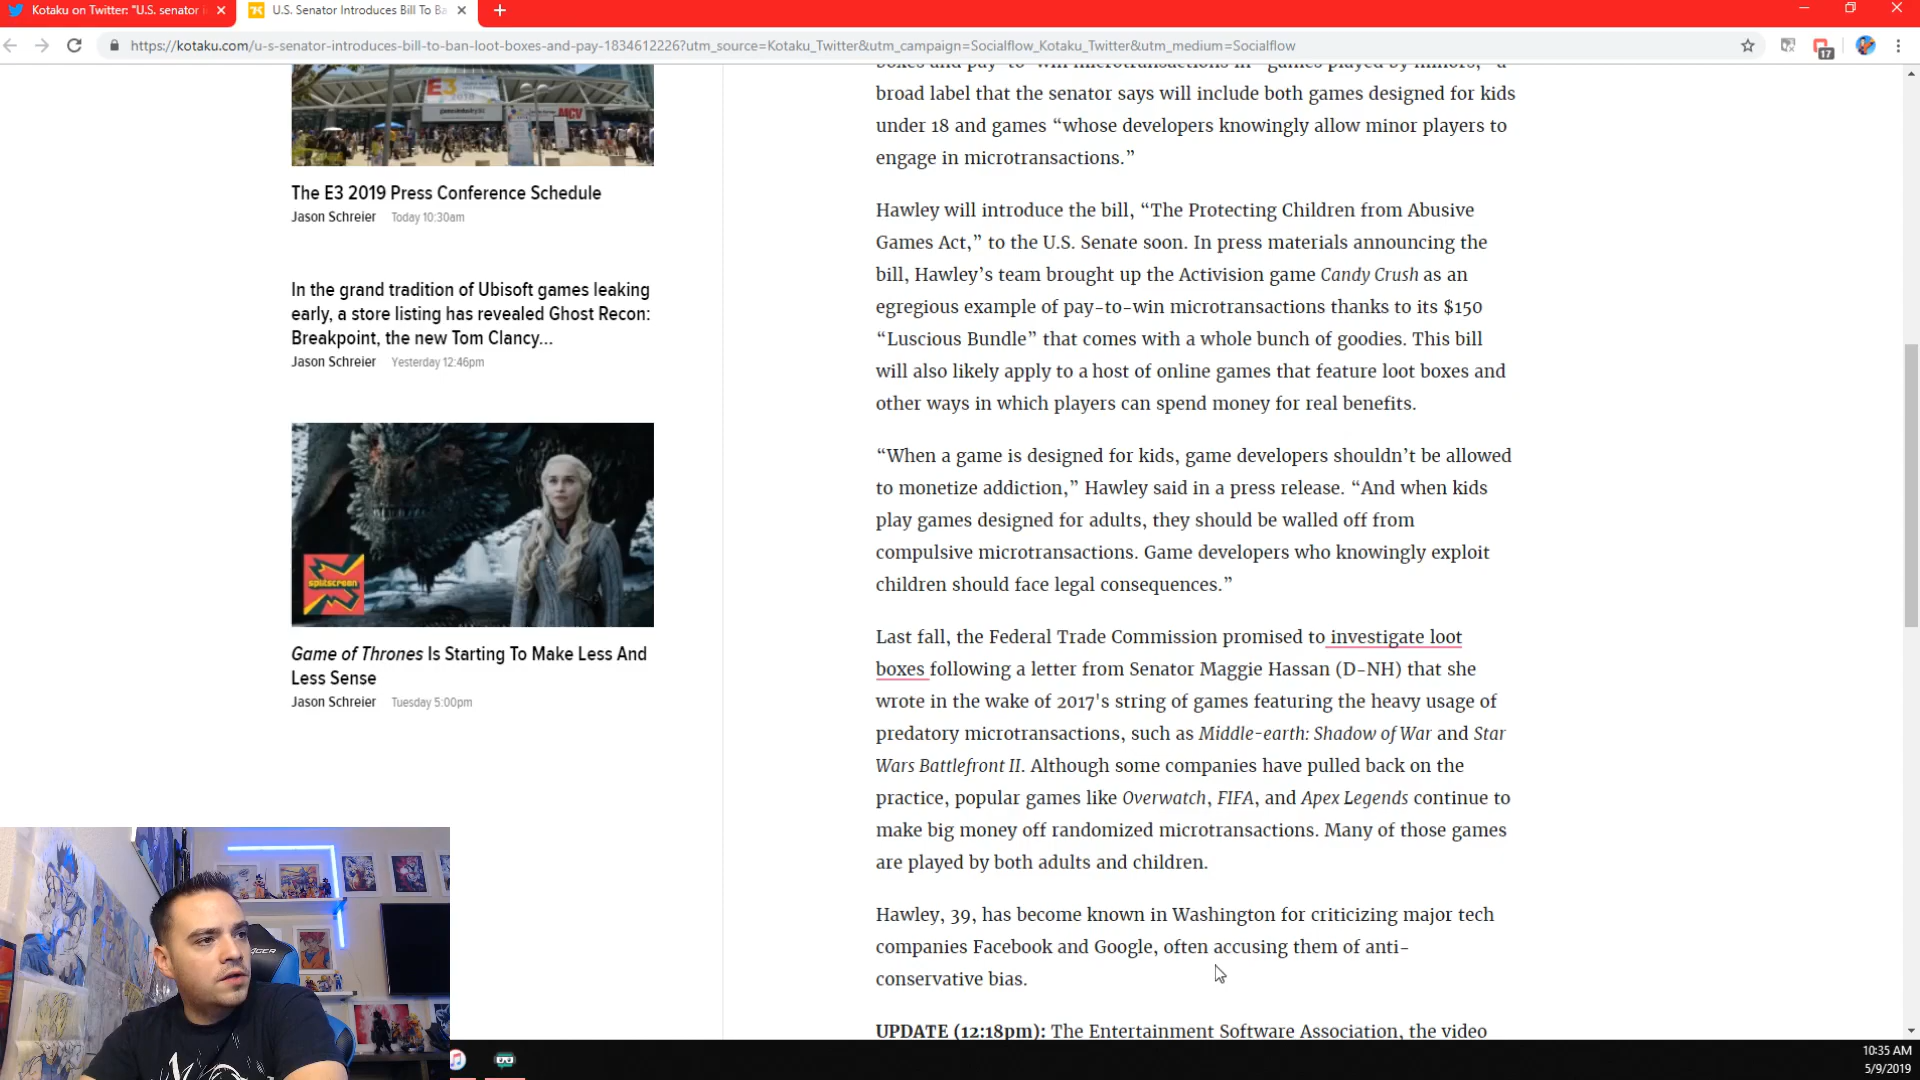 Kotaku on Twitter: "U.S. senator i
U.S. Senator Introduces Bill To Ba
https://kotaku.com/u-s-senator-introduces-bill-to-ban-loot-boxes-and-pay-1834612226?utm_source=Kotaku_Twitter&utm_campaign=Socialflow_Kotaku_Twitter&utm_medium=Socialflow
17
E3
MCV
The E3 2019 Press Conference Schedule
Jason Schreier Today 10:30am
In the grand tradition of Ubisoft games leaking
early, a store listing has revealed Ghost Recon:
Breakpoint, the new Tom Clancy...
Jason Schreier Yesterday 12:46pm
splitscreen
Game of Thrones Is Starting To Make Less And
Less Sense
Jason Schreier Tuesday 5:00pm
boxes and pay-to-win microtransactions in “games played by minors,” a
broad label that the senator says will include both games designed for kids
under 18 and games “whose developers knowingly allow minor players to
engage in microtransactions.”
Hawley will introduce the bill, “The Protecting Children from Abusive
Games Act,” to the U.S. Senate soon. In press materials announcing the
bill, Hawley’s team brought up the Activision game Candy Crush as an
egregious example of pay-to-win microtransactions thanks to its $150
“Luscious Bundle” that comes with a whole bunch of goodies. This bill
will also likely apply to a host of online games that feature loot boxes and
other ways in which players can spend money for real benefits.
“When a game is designed for kids, game developers shouldn’t be allowed
to monetize addiction,” Hawley said in a press release. “And when kids
play games designed for adults, they should be walled off from
compulsive microtransactions. Game developers who knowingly exploit
children should face legal consequences.”
Last fall, the Federal Trade Commission promised to investigate loot
boxes following a letter from Senator Maggie Hassan (D-NH) that she
wrote in the wake of 2017's string of games featuring the heavy usage of
predatory microtransactions, such as Middle-earth: Shadow of War and Star
Wars Battlefront II. Although some companies have pulled back on the
practice, popular games like Overwatch, FIFA, and Apex Legends continue to
make big money off randomized microtransactions. Many of those games
are played by both adults and children.
Hawley, 39, has become known in Washington for criticizing major tech
companies Facebook and Google, often accusing them of anti-
conservative bias.
UPDATE (12:18pm): The Entertainment Software Association, the video
10:35 AM
5/9/2019